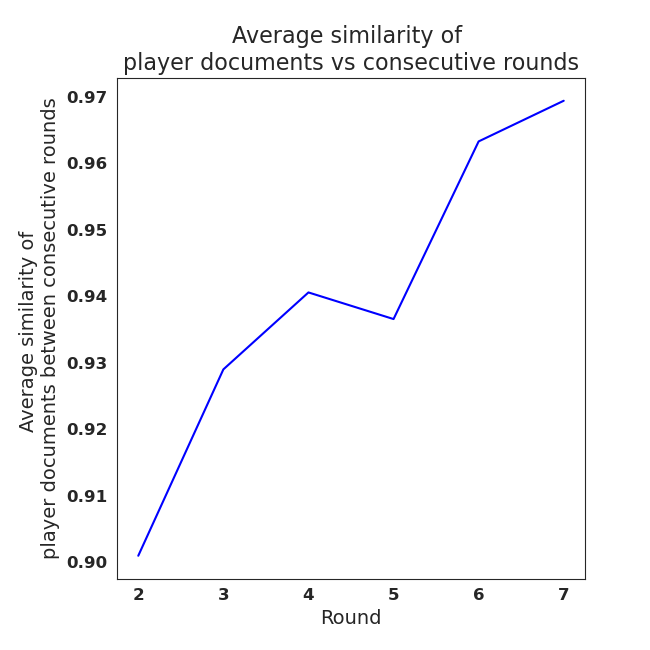 Average similarity of
player documents vs consecutive rounds
Average similarity of
player documents between consecutive rounds
0.97
0.96
0.95
0.94
0.93
0.92
0.91
0.90
2 3 4 5 6 7
Round